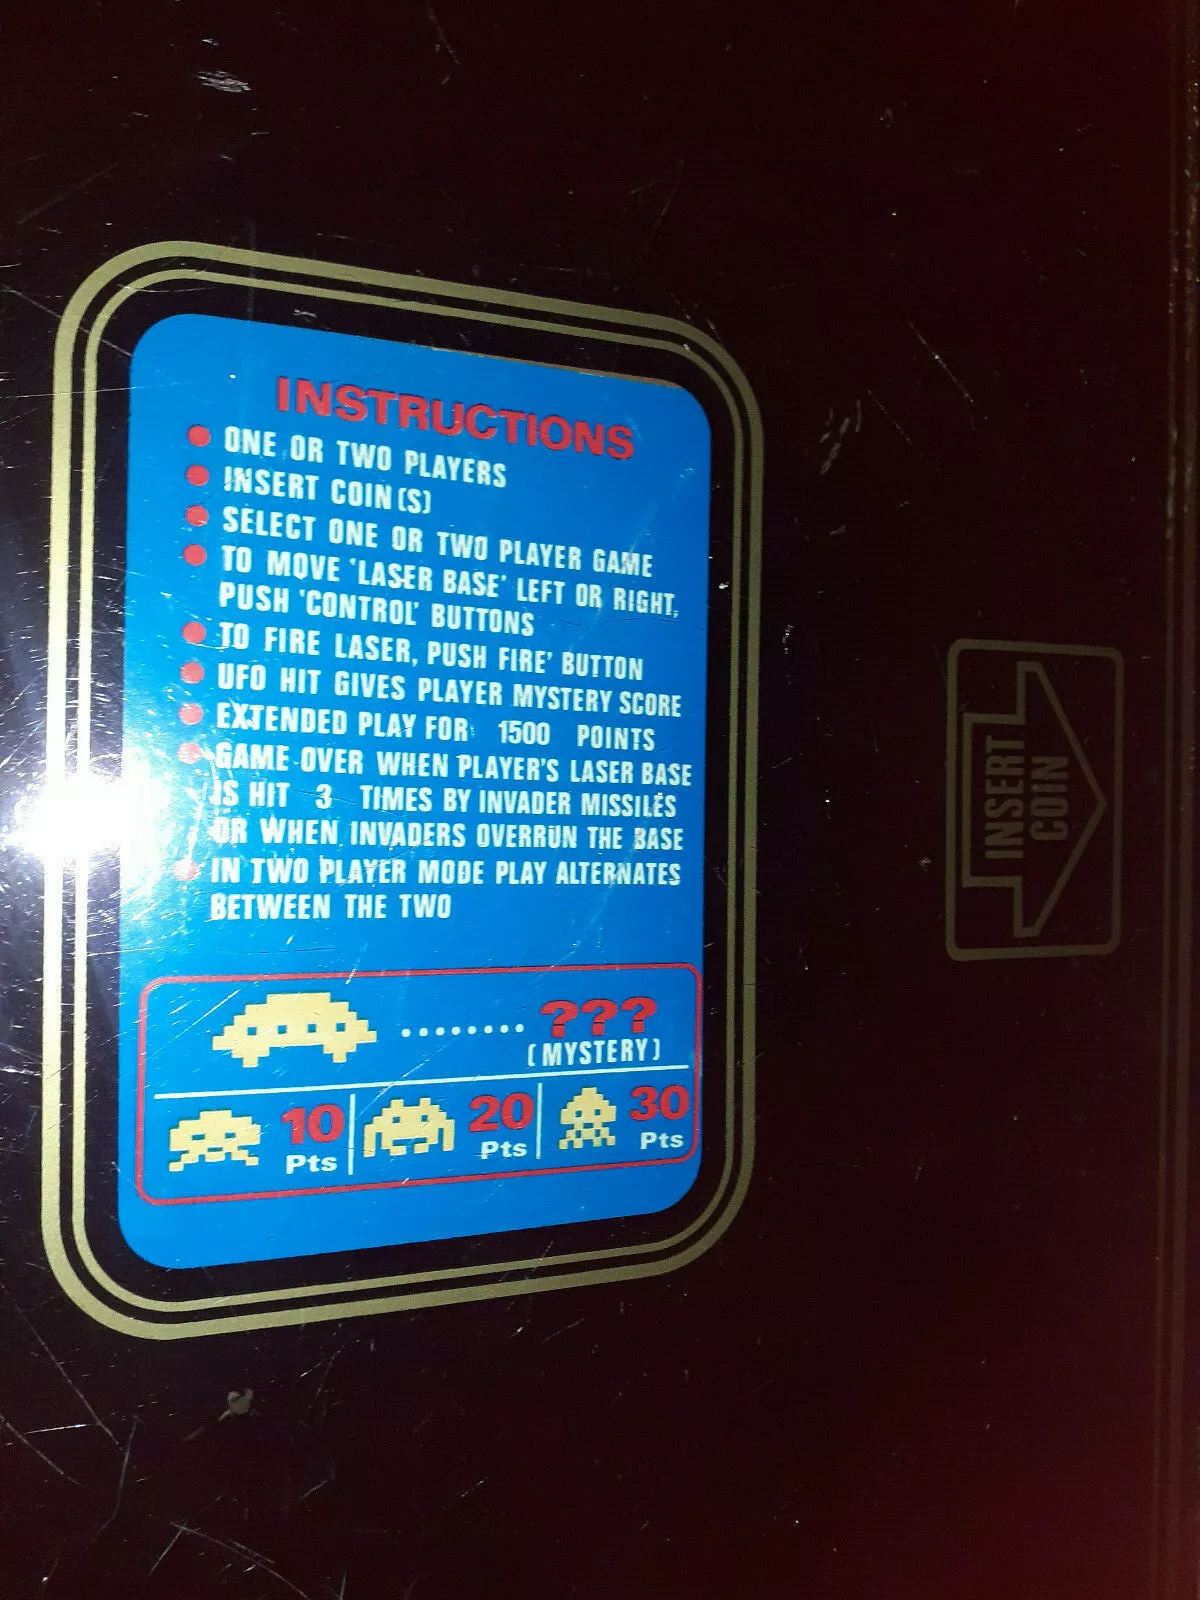 INSTRUCTIONS
● ONE OR TWO PLAYERS
● INSERT COIN(S)
● SELECT ONE OR TWO PLAYER GAME
● TO MOVE 'LASER BASE' LEFT OR RIGHT,
PUSH 'CONTROL' BUTTONS
● TO FIRE LASER, PUSH FIRE' BUTTON
● UFO HIT GIVES PLAYER MYSTERY SCORE
● EXTENDED PLAY FOR 1500 POINTS
● GAME OVER WHEN PLAYER'S LASER BASE
IS HIT 3 TIMES BY INVADER MISSILES
OR WHEN INVADERS OVERRUN THE BASE
● IN TWO PLAYER MODE PLAY ALTERNATES
BETWEEN THE TWO
........ ???
(MYSTERY)
10 Pts
20 Pts
30 Pts
INSERT
COIN